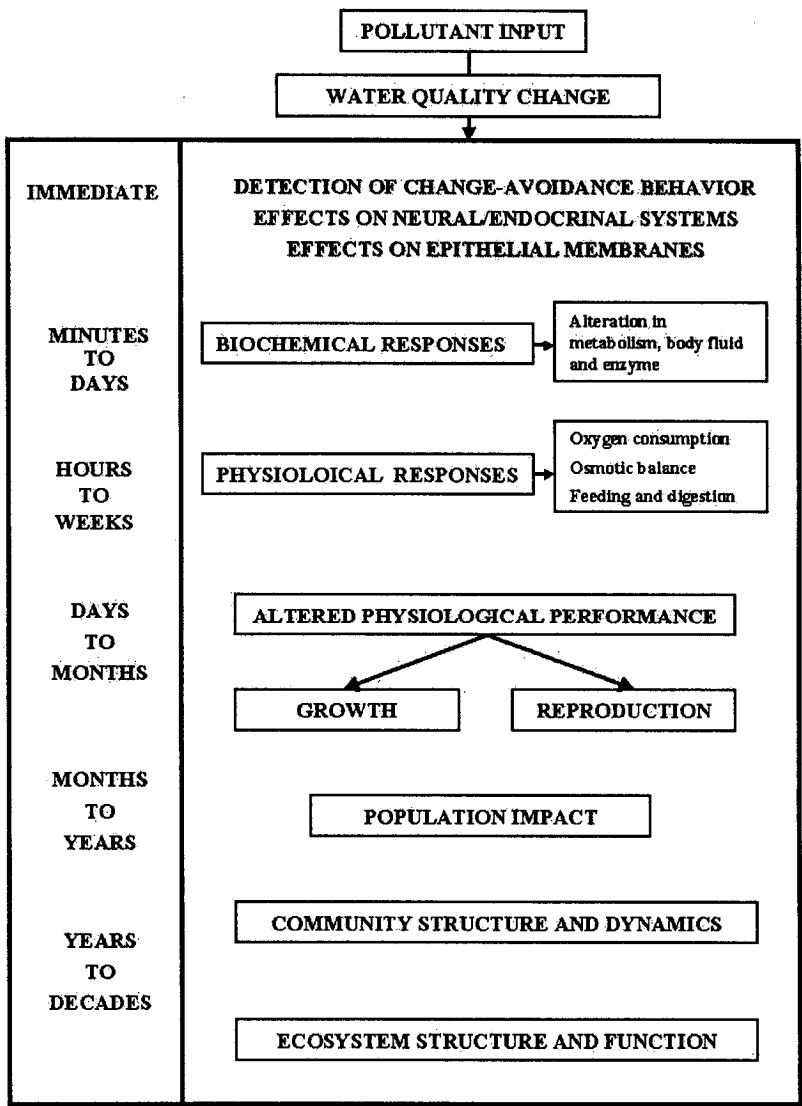 POLLUTANT INPUT
WATER QUALITY CHANGE
IMMEDIATE
DETECTION OF CHANGE-AVOIDANCE BEHAVIOR
EFFECTS ON NEURAL/ENDOCRINAL SYSTEMS
EFFECTS ON EPITHELIAL MEMBRANES
MINUTES
TO
DAYS
BIOCHEMICAL RESPONSES
Alteration in
metabolism, body fluid
and enzyme
HOURS
TO
WEEKS
PHYSIOLOICAL RESPONSES
Oxygen consumption
Osmotic balance
Feeding and digestion
DAYS
TO
MONTHS
ALTERED PHYSIOLOGICAL PERFORMANCE
GROWTH
REPRODUCTION
MONTHS
TO
YEARS
POPULATION IMPACT
YEARS
TO
DECADES
COMMUNITY STRUCTURE AND DYNAMICS
ECOSYSTEM STRUCTURE AND FUNCTION